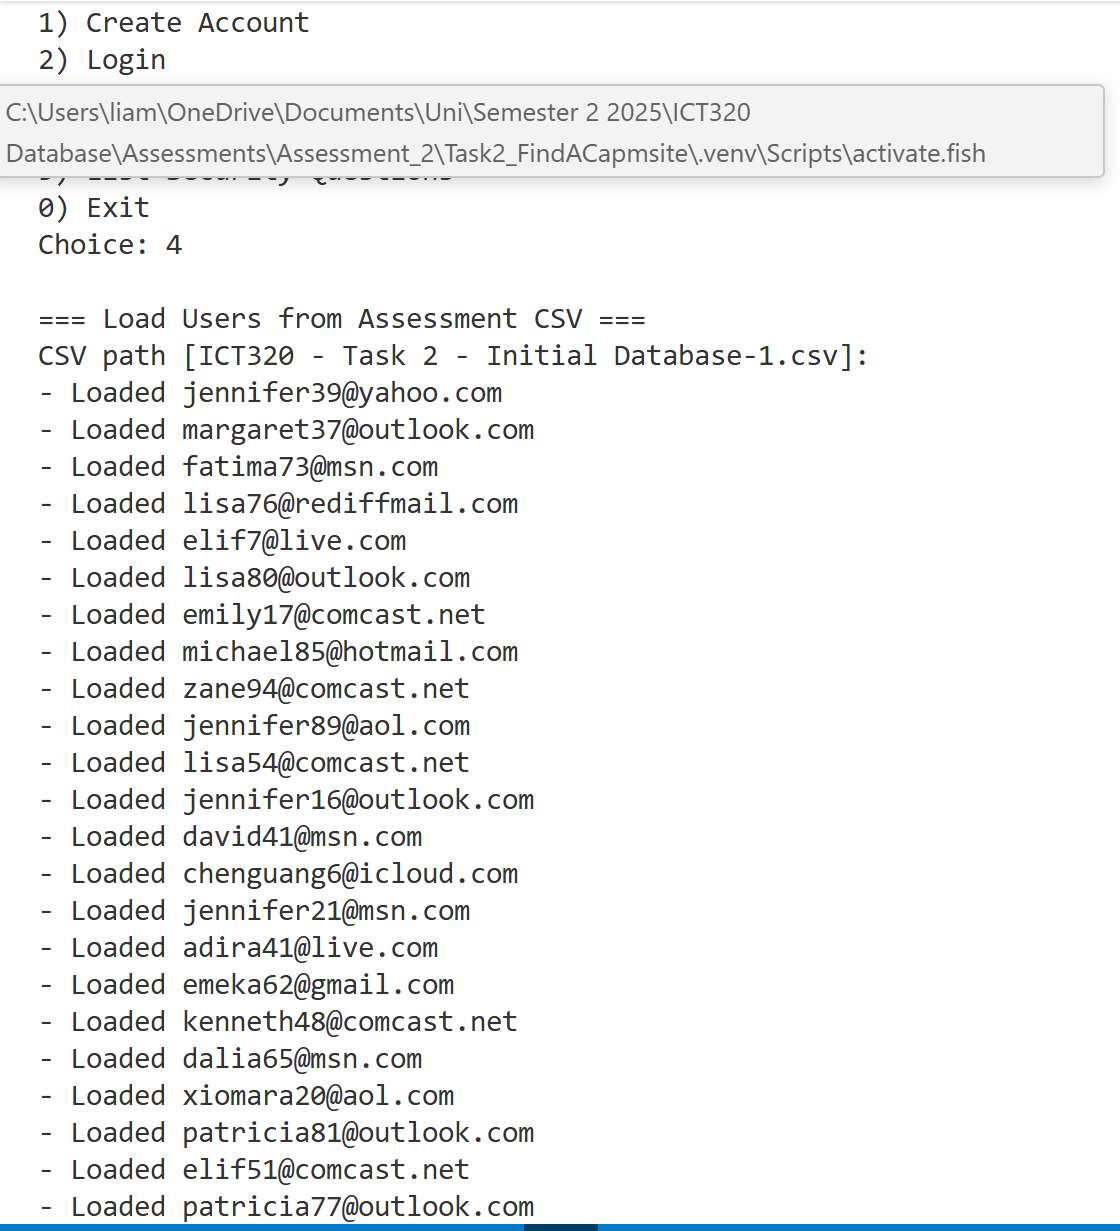 1) Create Account
2) Login
C:\Users\liam\OneDrive\Documents\Uni\Semester 2 2025\ICT320
Database\Assessments\Assessment_2\Task2_FindACapmsite\.venv\Scripts\activate.fish
0) Exit
Choice: 4
=== Load Users from Assessment CSV ===
CSV path [ICT320 - Task 2 - Initial Database-1.csv]:
- Loaded jennifer39@yahoo.com
- Loaded margaret37@outlook.com
- Loaded fatima73@msn.com
- Loaded lisa76@rediffmail.com
- Loaded elif7@live.com
- Loaded lisa80@outlook.com
- Loaded emily17@comcast.net
- Loaded michael85@hotmail.com
- Loaded zane94@comcast.net
- Loaded jennifer89@aol.com
- Loaded lisa54@comcast.net
- Loaded jennifer16@outlook.com
- Loaded david41@msn.com
- Loaded chenguang6@icloud.com
- Loaded jennifer21@msn.com
- Loaded adira41@live.com
- Loaded emeka62@gmail.com
- Loaded kenneth48@comcast.net
- Loaded dalia65@msn.com
- Loaded xiomara20@aol.com
- Loaded patricia81@outlook.com
- Loaded elif51@comcast.net
- Loaded patricia77@outlook.com